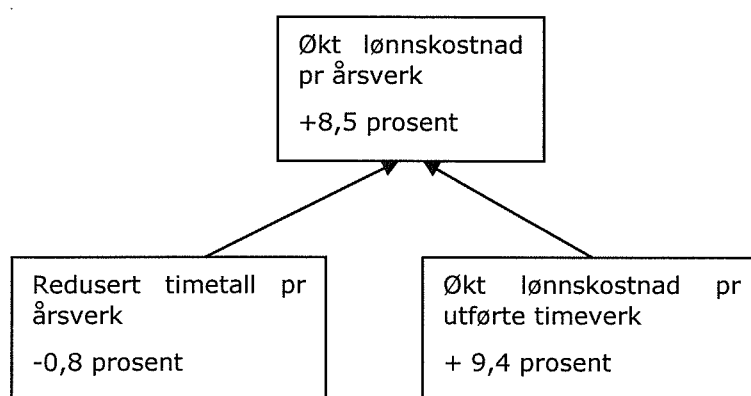 Økt lønnskostnad
pr årsverk
+8,5 prosent
Redusert timetall pr
årsverk
-0,8 prosent
Økt lønnskostnad pr
utførte timeverk
+ 9,4 prosent